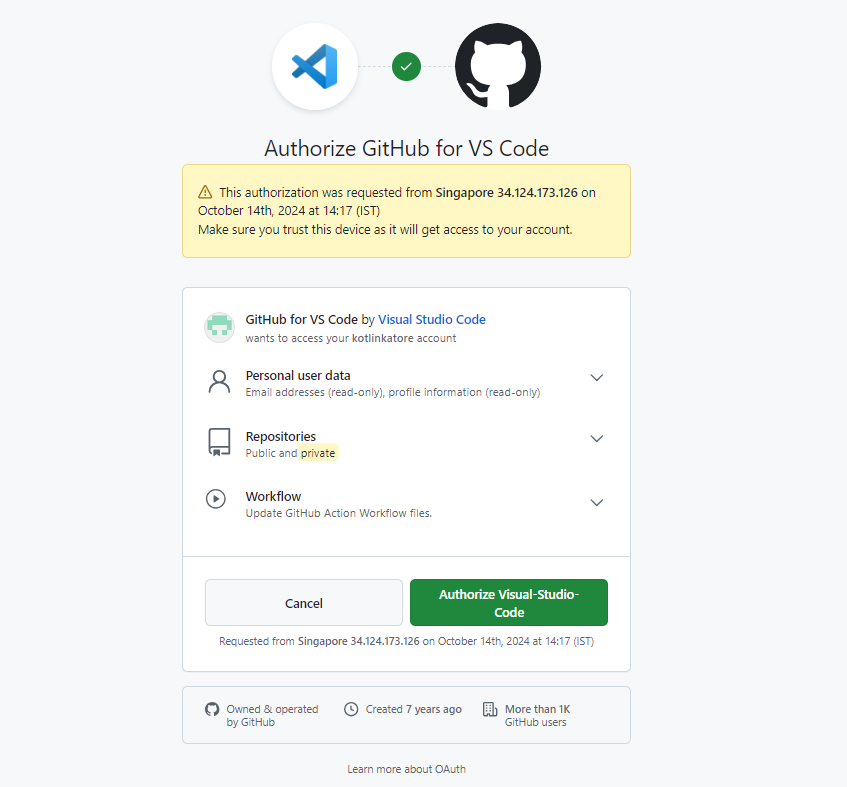 Authorize GitHub for VS Code
This authorization was requested from Singapore 34.124.173.126 on
October 14th, 2024 at 14:17 (IST)
Make sure you trust this device as it will get access to your account.
GitHub for VS Code by Visual Studio Code
wants to access your kotlinkatore account
Personal user data
Email addresses (read-only), profile information (read-only)
Repositories
Public and private
Workflow
Update GitHub Action Workflow files.
Cancel
Authorize Visual-Studio-
Code
Requested from Singapore 34.124.173.126 on October 14th, 2024 at 14:17 (IST)
Owned & operated
by GitHub
Created 7 years ago
More than 1K
GitHub users
Learn more about OAuth